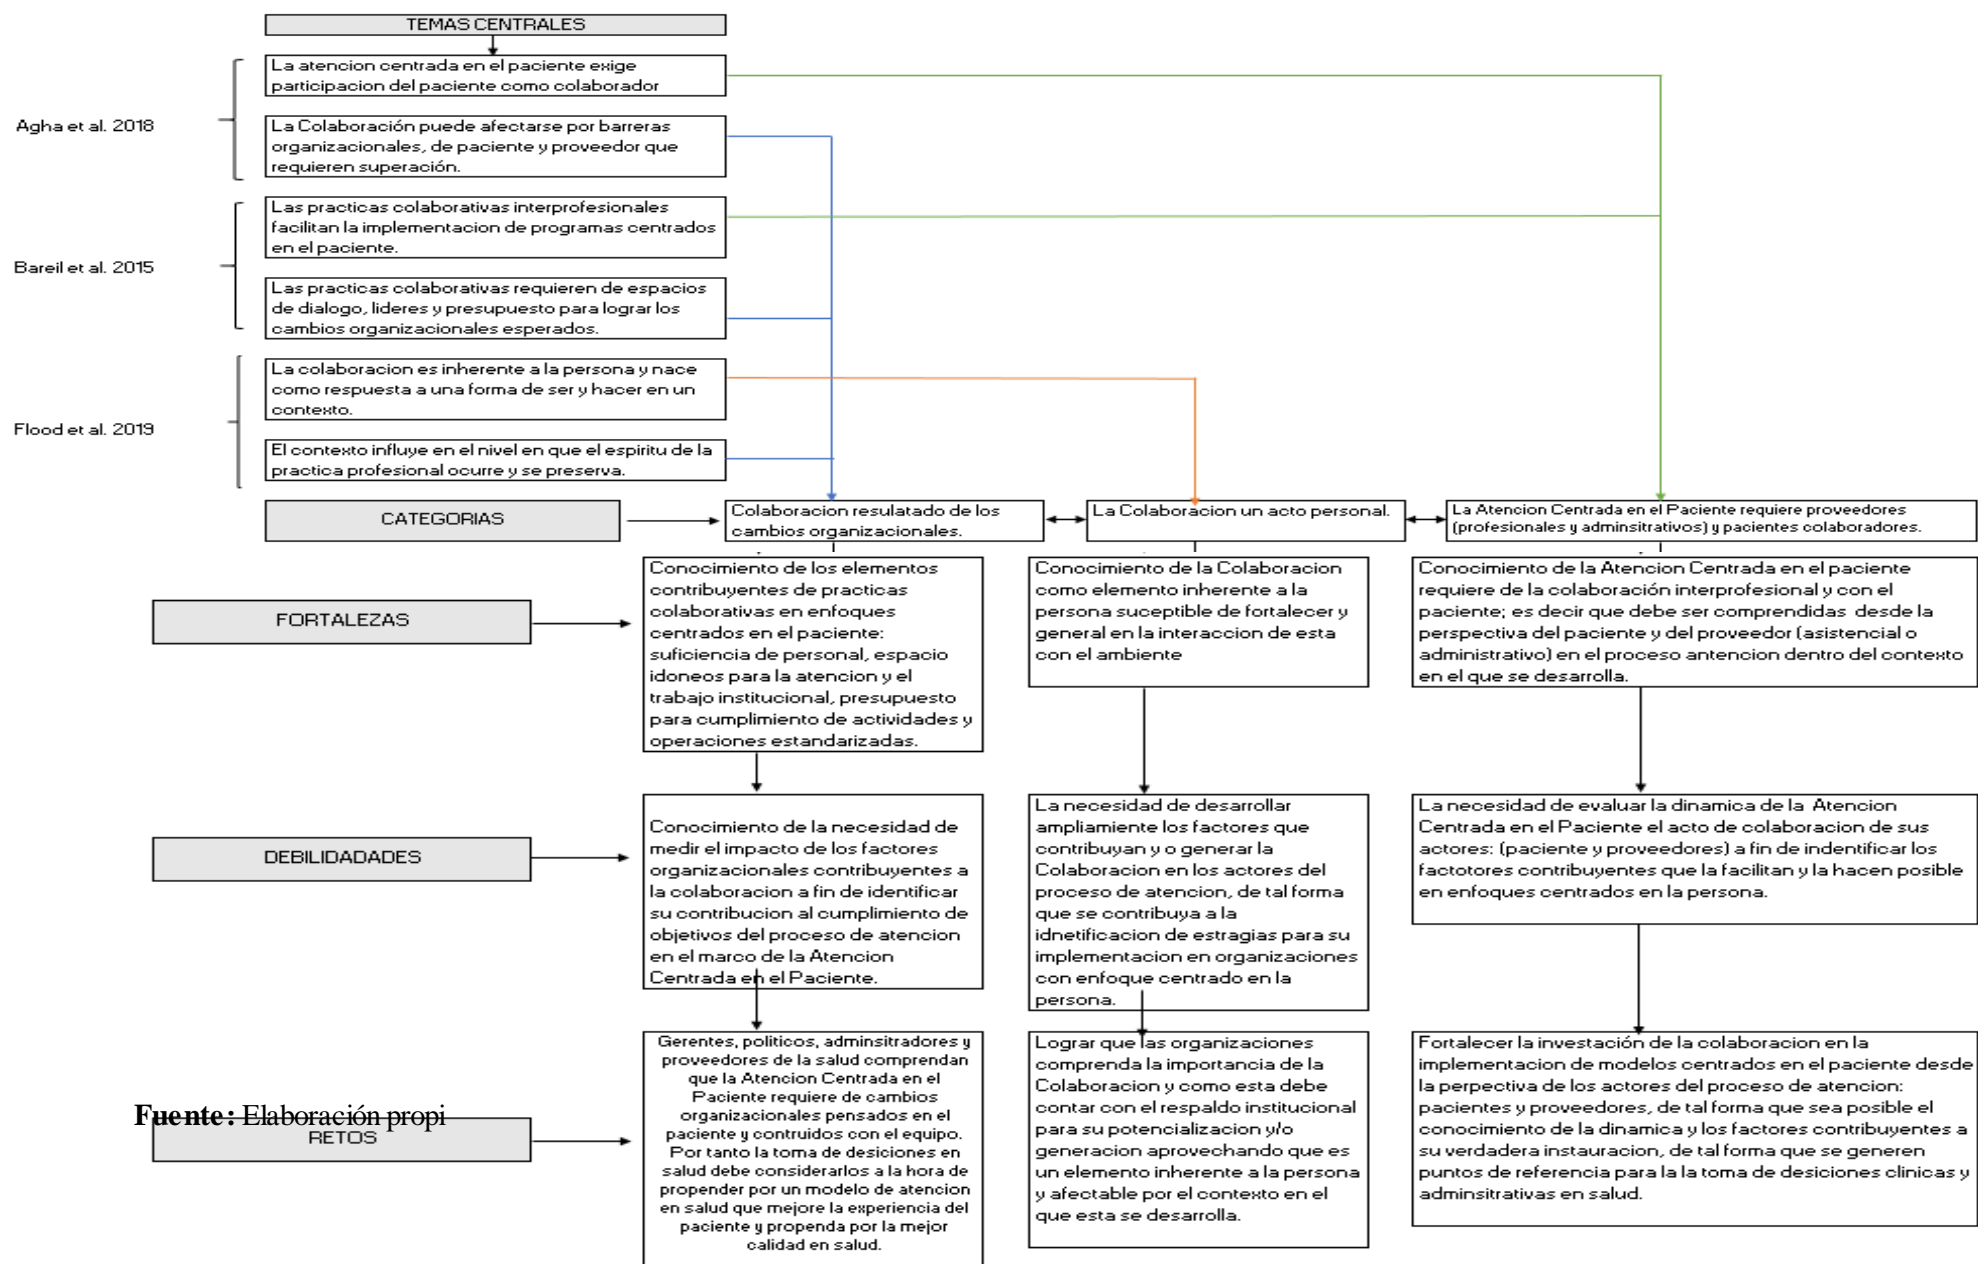 TEMAS CENTRALES
Agha et al. 2018
La atencion centrada en el paciente exige
participacion del paciente como colaborador
La Colaboración puede afectarse por barreras
organizacionales, de paciente y proveedor que
requieren superación.
Bareil et al. 2015
Las practicas colaborativas interprofesionales
facilitan la implementacion de programas centrados
en el paciente.
Las practicas colaborativas requieren de espacios
de dialogo, lideres y presupuesto para lograr los
cambios organizacionales esperados.
Flood et al. 2019
La colaboracion es inherente a la persona y nace
como respuesta a una forma de ser y hacer en un
contexto.
El contexto influye en el nivel en que el espiritu de la
practica profesional ocurre y se preserva.
CATEGORIAS
Colaboracion resulatado de los
cambios organizacionales.
La Colaboracion un acto personal.
La Atencion Centrada en el Paciente requiere proveedores
(profesionales y adminsitrativos) y pacientes colaboradores.
FORTALEZAS
Conocimiento de los elementos
contribuyentes de practicas
colaborativas en enfoques
centrados en el paciente:
suficiencia de personal, espacio
idoneos para la atencion y el
trabajo institucional, presupuesto
para cumplimiento de actividades y
operaciones estandarizadas.
Conocimiento de la Colaboracion
como elemento inherente a la
persona suceptible de fortalecer y
general en la interaccion de esta
con el ambiente
Conocimiento de la Atencion Centrada en el paciente
requiere de la colaboración interprofesional y con el
paciente; es decir que debe ser comprendidas desde la
perspectiva del paciente y del proveedor (asistencial o
administrativo) en el proceso antencion dentro del contexto
en el que se desarrolla.
DEBILIDADADES
Conocimiento de la necesidad de
medir el impacto de los factores
organizacionales contribuyentes a
la colaboracion a fin de identificar
su contribucion al cumplimiento de
objetivos del proceso de atencion
en el marco de la Atencion
Centrada en el Paciente.
La necesidad de desarrollar
ampliamiente los factores que
contribuyan y o generar la
Colaboracion en los actores del
proceso de atencion, de tal forma
que se contribuya a la
idnetificacion de estragias para su
implementacion en organizaciones
con enfoque centrado en la
persona.
La necesidad de evaluar la dinamica de la Atencion
Centrada en el Paciente el acto de colaboracion de sus
actores: (paciente y proveedores) a fin de indentificar los
factotores contribuyentes que la facilitan y la hacen posible
en enfoques centrados en la persona.
Fuente: Elaboración propi
RETOS
Gerentes, politicos, adminsitradores y
proveedores de la salud comprendan
que la Atencion Centrada en el
Paciente requiere de cambios
organizacionales pensados en el
paciente y contruidos con el equipo.
Por tanto la toma de desiciones en
salud debe considerarlos a la hora de
propender por un modelo de atencion
en salud que mejore la experiencia del
paciente y propenda por la mejor
calidad en salud.
Lograr que las organizaciones
comprenda la importancia de la
Colaboracion y como esta debe
contar con el respaldo institucional
para su potencializacion y/o
generacion aprovechando que es
un elemento inherente a la persona
y afectable por el contexto en el
que esta se desarrolla.
Fortalecer la investación de la colaboracion en la
implementacion de modelos centrados en el paciente desde
la perpectiva de los actores del proceso de atencion:
pacientes y proveedores, de tal forma que sea posible el
conocimiento de la dinamica y los factores contribuyentes a
su verdadera instauracion, de tal forma que se generen
puntos de referencia para la la toma de desiciones clinicas y
adminsitrativas en salud.